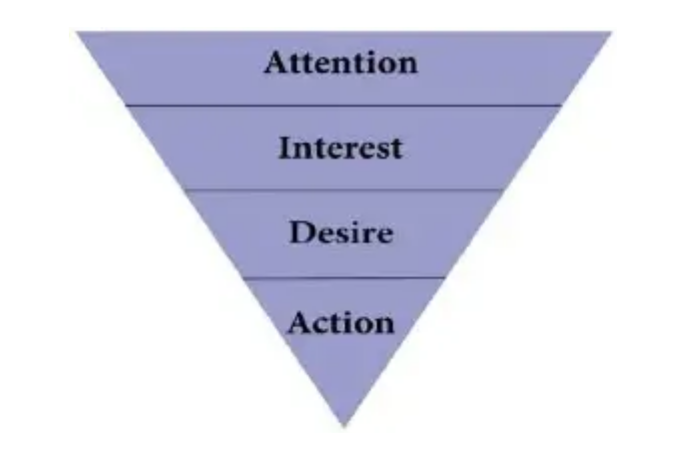 Attention
Interest
Desire
Action